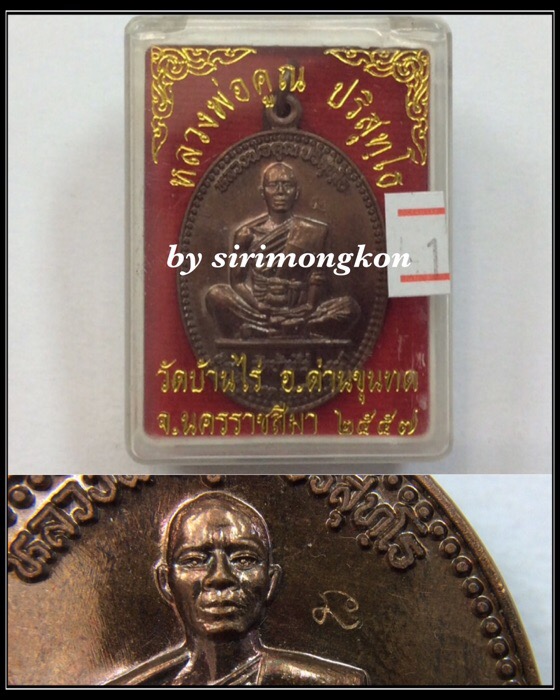 หลวงพ่อคูณ ปริสุทฺโธ
1
by sirimongkon
วัดบ้านไร่ อ.ด่านขุนทด
จ.นครราชสีมา ๒๕๕๗